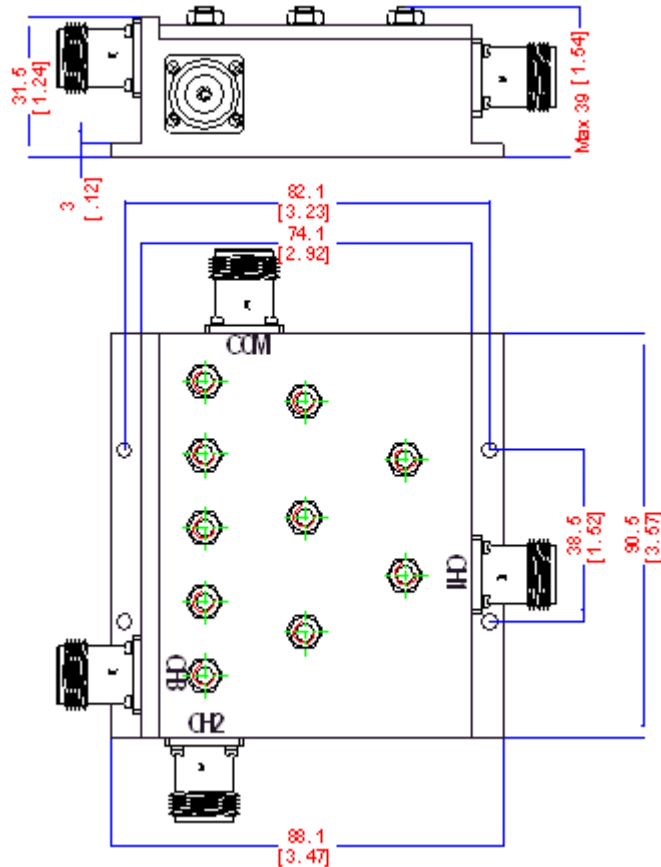 31.5
[1.24]
Max 39 [1.54]
3
[.12]
82.1
[3.23]
74.1
[2.92]
COM
38.5
[1.52]
90.5
[3.57]
CH1
CH3
CH2
88.1
[3.47]